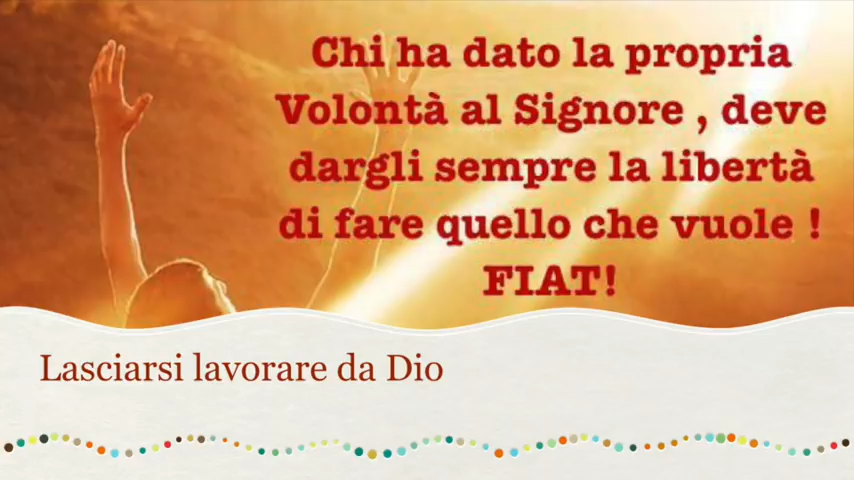 Chi ha dato la propria
Volontà al Signore , deve
dargli sempre la libertà
di fare quello che vuole !
FIAT!
Lasciarsi lavorare da Dio